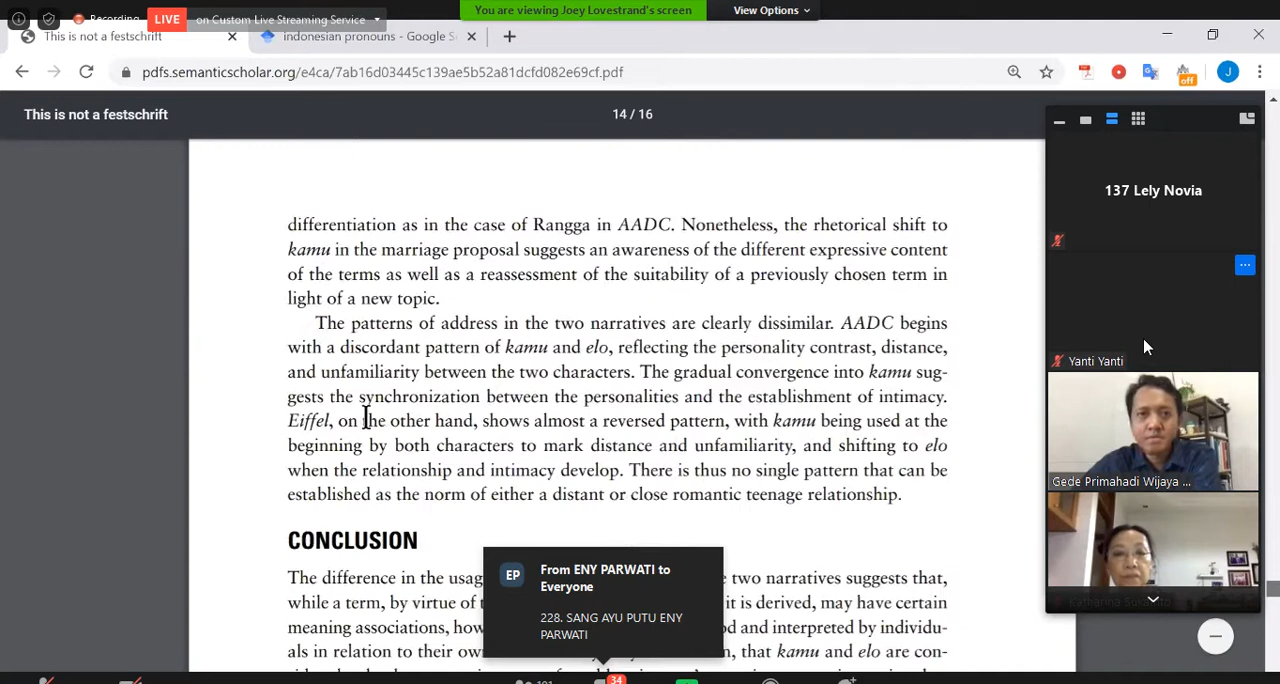 Recording
LIVE
on Custom Live Streaming Service
You are viewing Joey Lovestrand's screen
View Options
This is not a festschrift
indonesian pronouns - Google S
pdfs.semanticscholar.org/e4ca/7ab16d03445c139ae5b52a81dcfd082e69cf.pdf
off
J
This is not a festschrift
14 / 16
differentiation as in the case of Rangga in AADC. Nonetheless, the rhetorical shift to
kamu in the marriage proposal suggests an awareness of the different expressive content
of the terms as well as a reassessment of the suitability of a previously chosen term in
light of a new topic.
The patterns of address in the two narratives are clearly dissimilar. AADC begins
with a discordant pattern of kamu and elo, reflecting the personality contrast, distance,
and unfamiliarity between the two characters. The gradual convergence into kamu sug-
gests the synchronization between the personalities and the establishment of intimacy.
Eiffel, on the other hand, shows almost a reversed pattern, with kamu being used at the
beginning by both characters to mark distance and unfamiliarity, and shifting to elo
when the relationship and intimacy develop. There is thus no single pattern that can be
established as the norm of either a distant or close romantic teenage relationship.
CONCLUSION
The difference in the usag
two narratives suggests that,
while a term, by virtue of t
it is derived, may have certain
meaning associations, how
od and interpreted by individu-
als in relation to their ow
that kamu and elo are con-
EP
From ENY PARWATI to
Everyone
228. SANG AYU PUTU ENY
PARWATI
137 Lely Novia
Yanti Yanti
Gede Primahadi Wijaya ...
34